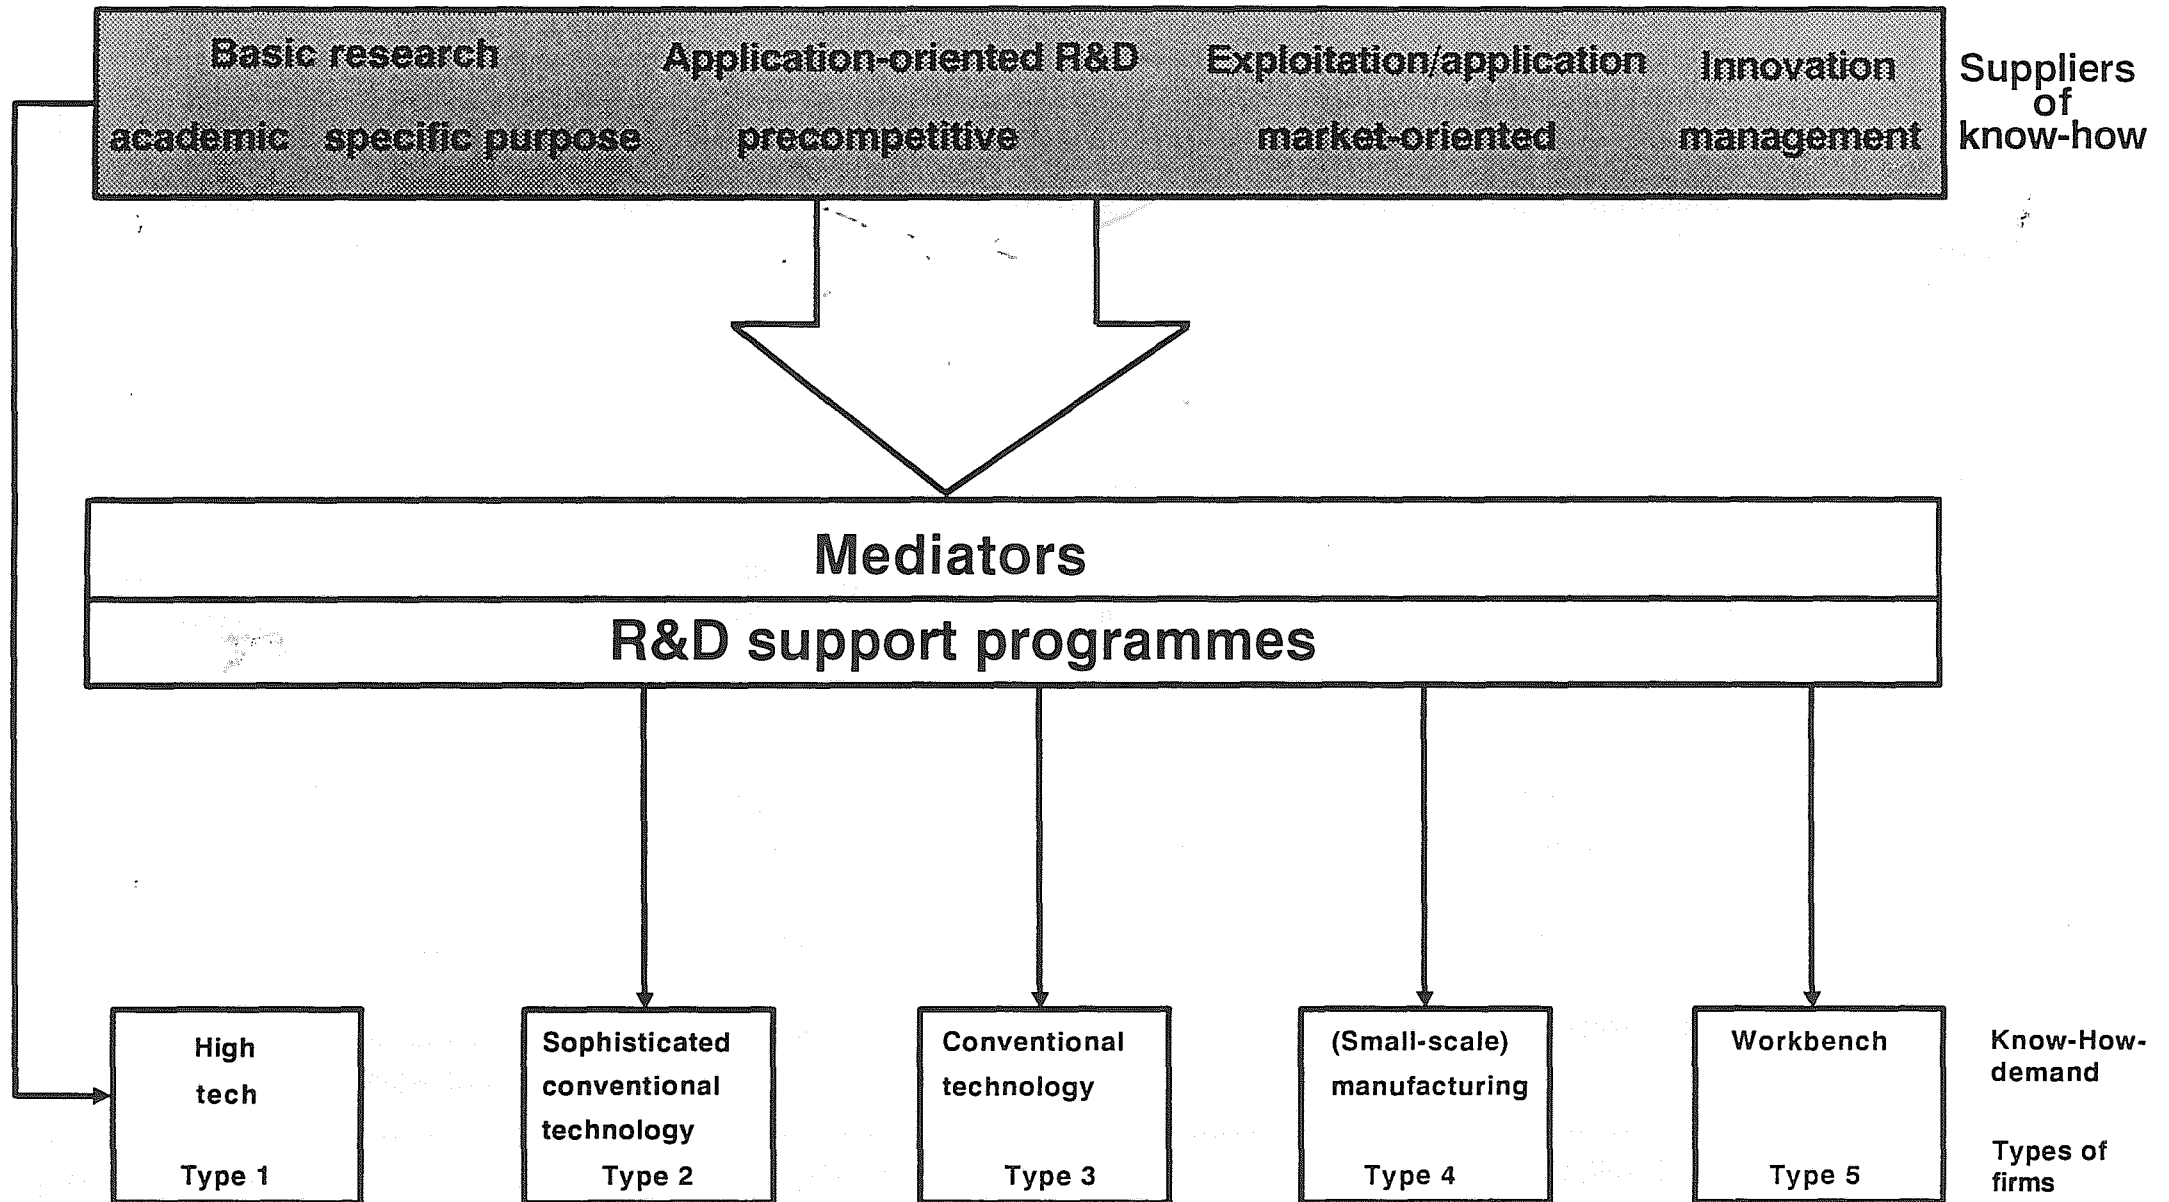 Basic research Application-oriented R&D Exploitation/application Innovation
academic specific purpose precompetitive market-oriented management
Suppliers
of
know-how
Mediators
R&D support programmes
High
tech
Type 1
Sophisticated
conventional
technology
Type 2
Conventional
technology
Type 3
(Small-scale)
manufacturing
Type 4
Workbench
Type 5
Know-How-
demand
Types of
firms